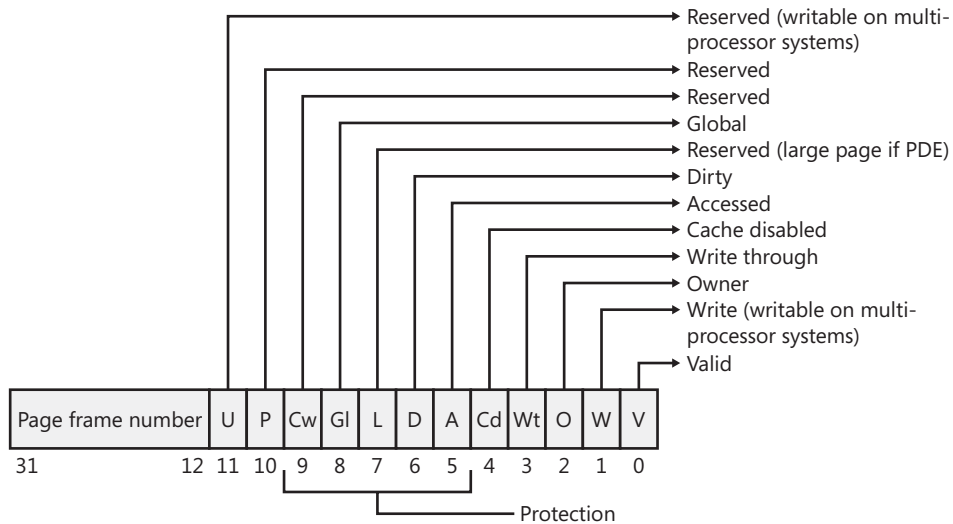 Reserved (writable on multi-
processor systems)
Reserved
Reserved
Global
Reserved (large page if PDE)
Dirty
Accessed
Cache disabled
Write through
Owner
Write (writable on multi-
processor systems)
Valid
Page frame number U P Cw Gl L D A Cd Wt O W V
31 12 11 10 9 8 7 6 5 4 3 2 1 0
Protection